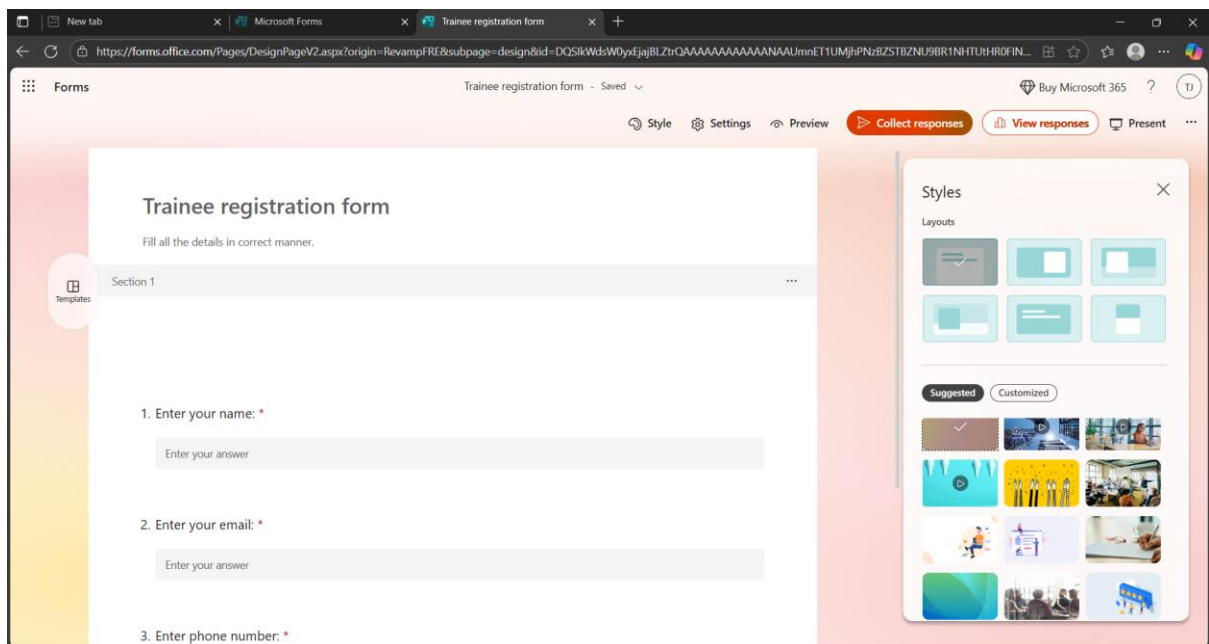 New tab
Microsoft Forms
Trainee registration form
https://forms.office.com/Pages/DesignPageV2.aspx?origin=RevampFRE&subpage=design&id=DQSIkWdsW0yxEjajBLZtrQAAAAAAAAAAAANAAUmnET1UMjhPNzBZSTBZNU9BR1NHTUtHR0FIN...
Forms
Trainee registration form - Saved
Buy Microsoft 365
?
TJ
Style
Settings
Preview
Collect responses
View responses
Present
Templates
Trainee registration form
Fill all the details in correct manner.
Section 1
1. Enter your name: *
Enter your answer
2. Enter your email: *
Enter your answer
3. Enter phone number: *
Styles
Layouts
Suggested
Customized